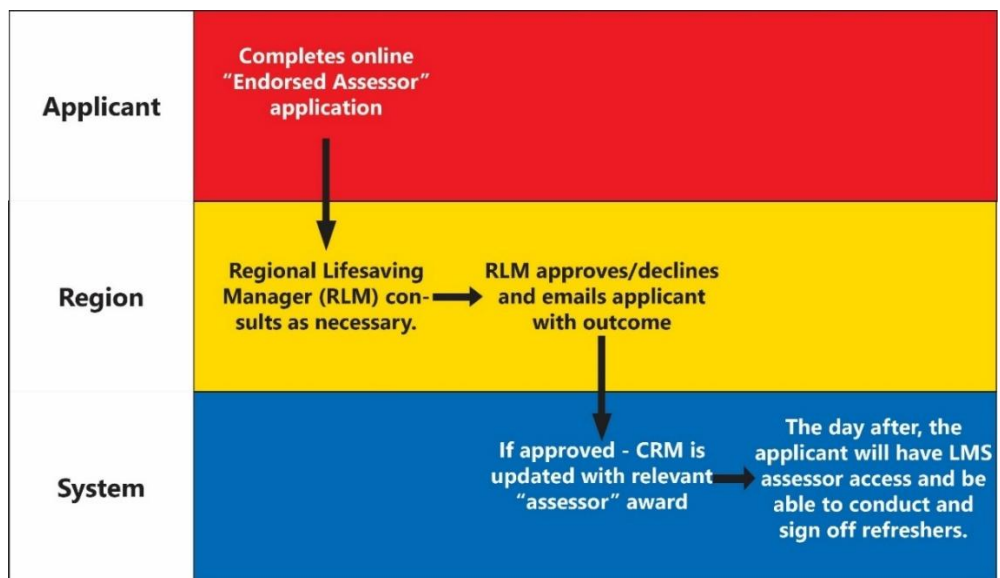 Applicant
Completes online
“Endorsed Assessor”
application
Region
Regional Lifesaving
Manager (RLM) con-
sults as necessary.
RLM approves/declines
and emails applicant
with outcome
System
If approved - CRM is
updated with relevant
“assessor” award
The day after, the
applicant will have LMS
assessor access and be
able to conduct and
sign off refreshers.